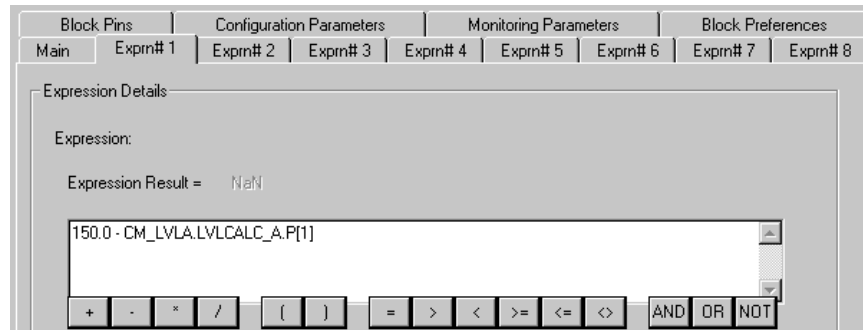 Block Pins Configuration Parameters Monitoring Parameters Block Preferences
Main Exprn# 1 Exprn# 2 Exprn# 3 Exprn# 4 Exprn# 5 Exprn# 6 Exprn# 7 Exprn# 8
Expression Details
Expression:
Expression Result = NaN
150.0 - CM_LVLA.LVLCALC_A.P[1]
+ - * / ( ) = > < >= <= <> AND OR NOT